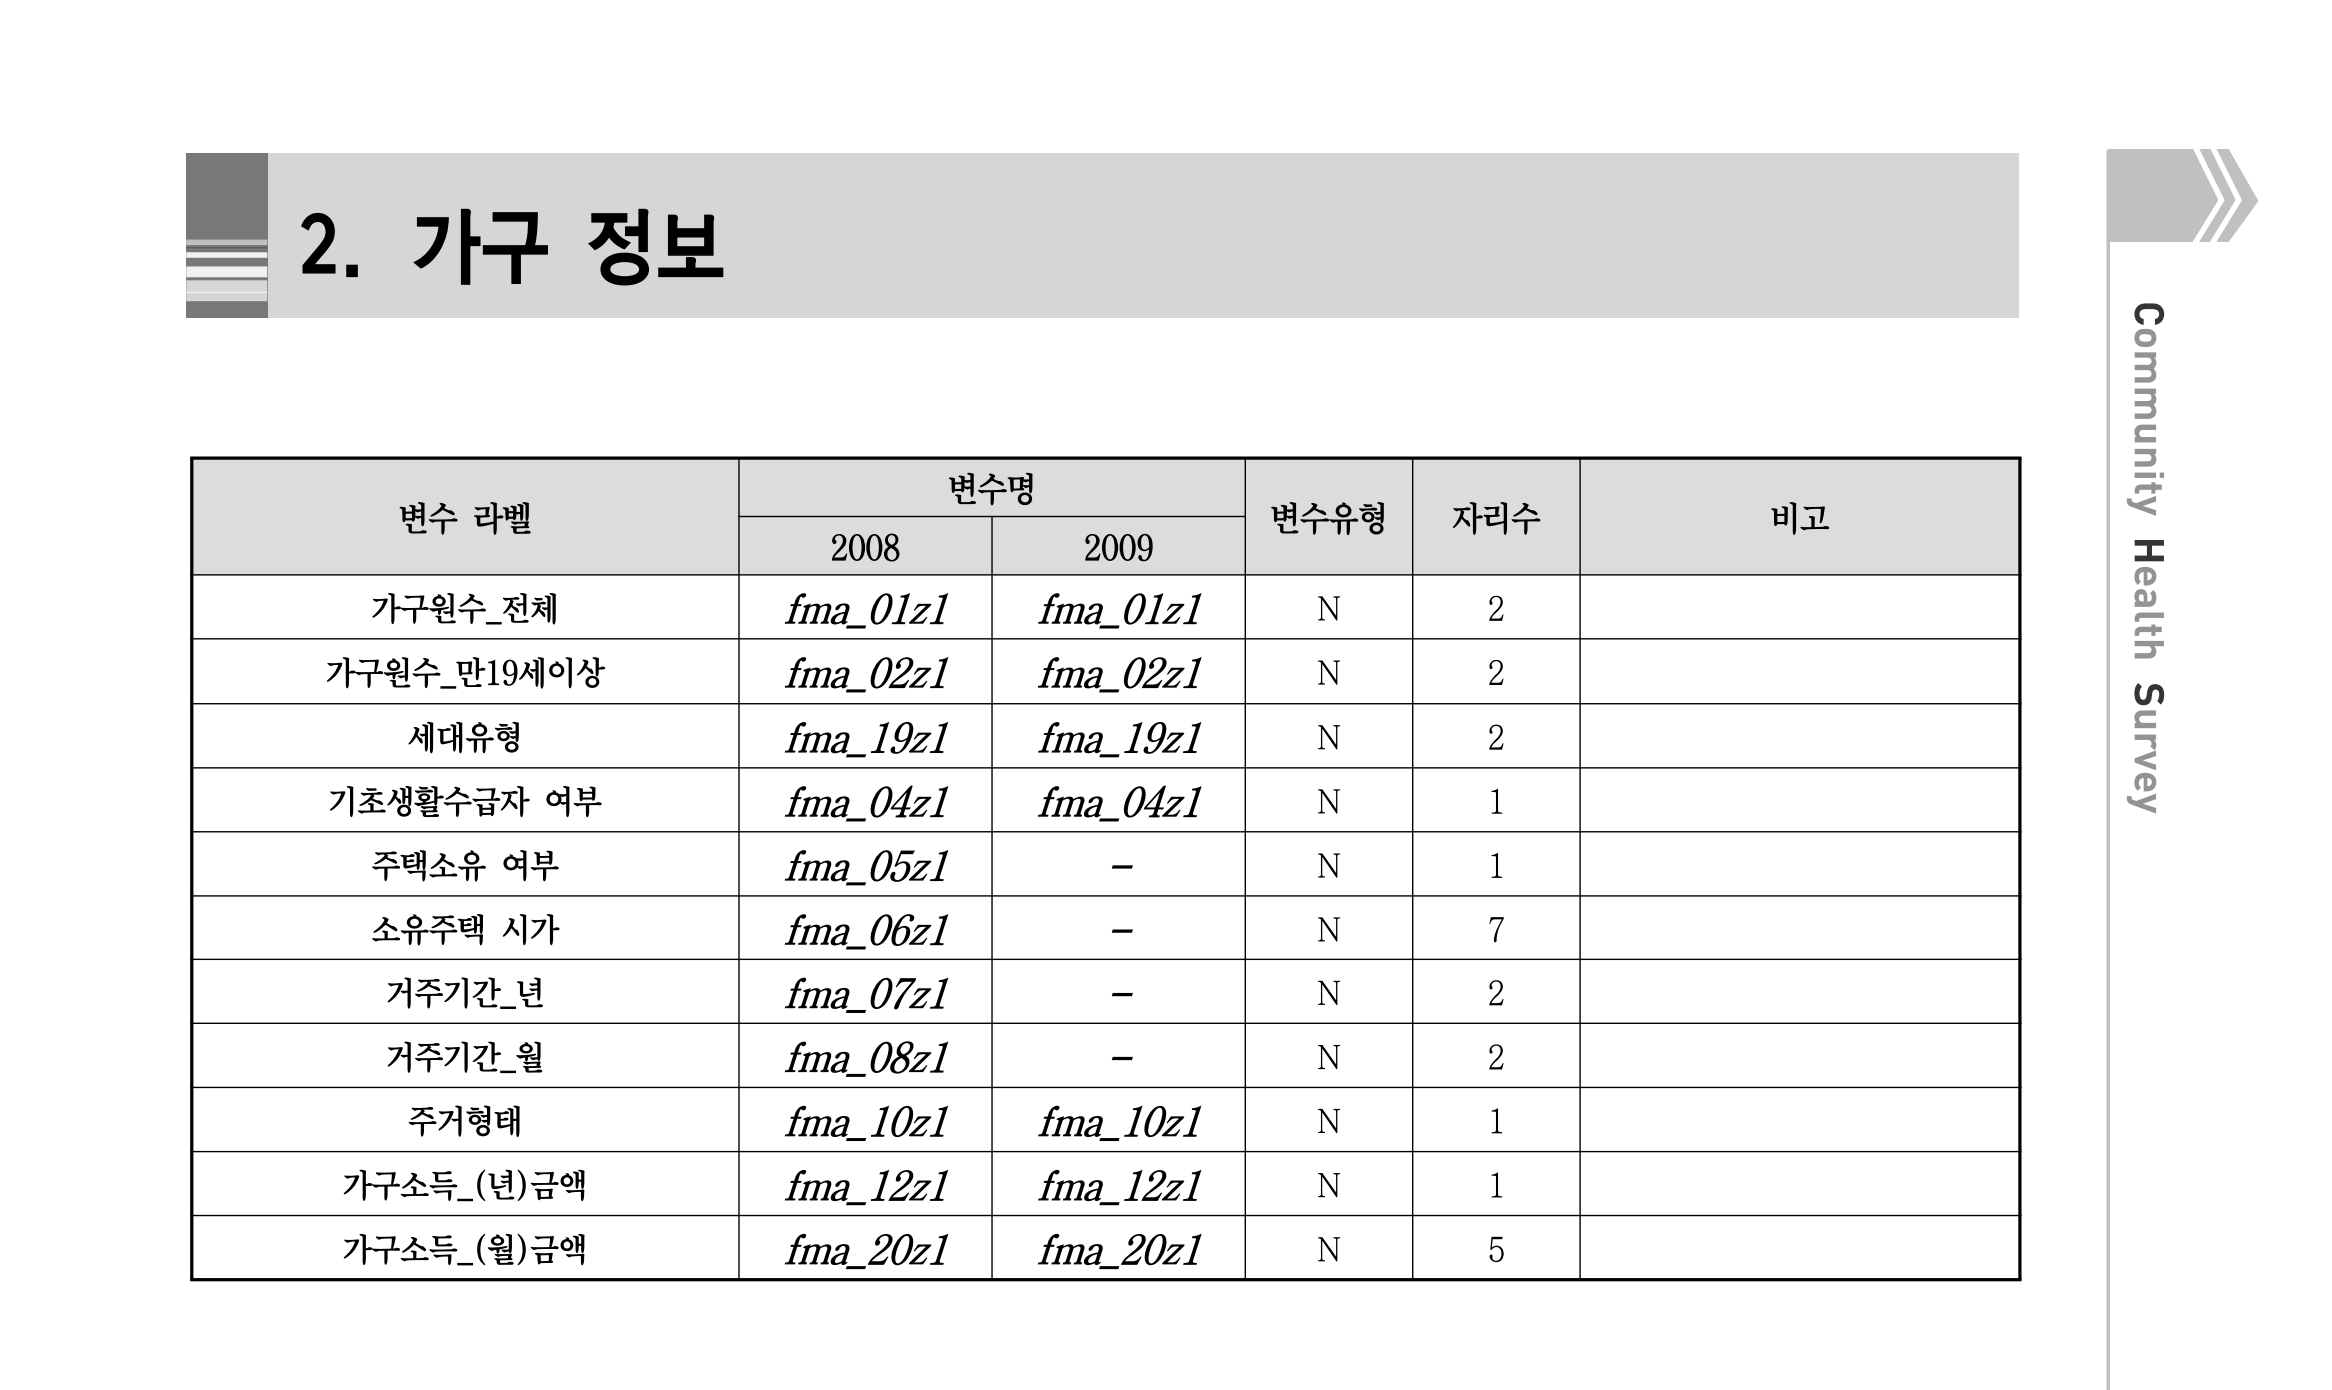 2. 가구 정보
변수 라벨 변수명 변수유형 자리수 비고
2008 2009
가구원수_전체 fma_01z1 fma_01z1 N 2
가구원수_만19세이상 fma_02z1 fma_02z1 N 2
세대유형 fma_19z1 fma_19z1 N 2
기초생활수급자 여부 fma_04z1 fma_04z1 N 1
주택소유 여부 fma_05z1 - N 1
소유주택 시가 fma_06z1 - N 7
거주기간_년 fma_07z1 - N 2
거주기간_월 fma_08z1 - N 2
주거형태 fma_10z1 fma_10z1 N 1
가구소득_(년)금액 fma_12z1 fma_12z1 N 1
가구소득_(월)금액 fma_20z1 fma_20z1 N 5
Community Health Survey